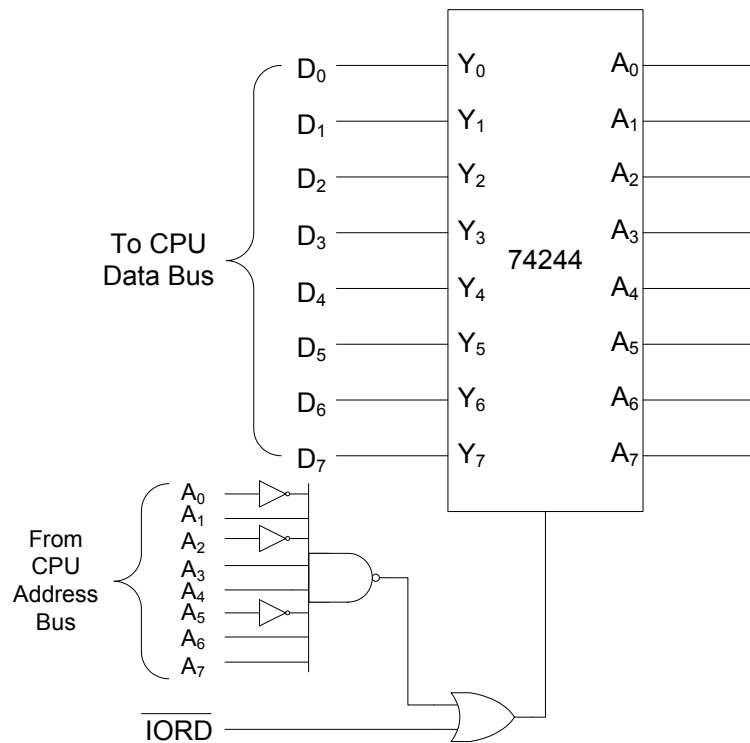 D₀ Y₀ A₀
D₁ Y₁ A₁
D₂ Y₂ A₂
D₃ Y₃ A₃
To CPU
Data Bus
74244
D₄ Y₄ A₄
D₅ Y₅ A₅
D₆ Y₆ A₆
D₇ Y₇ A₇
From
CPU
Address
Bus
A₀
A₁
A₂
A₃
A₄
A₅
A₆
A₇
I̅O̅R̅D̅